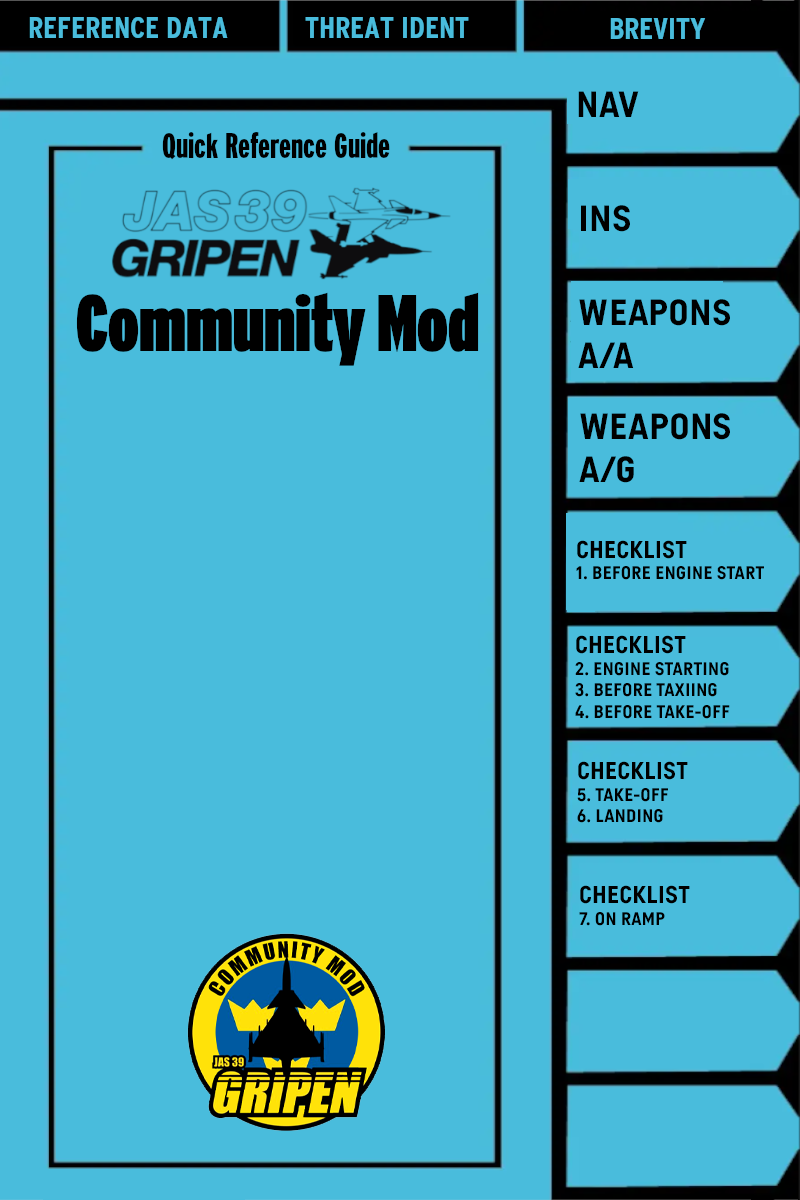 REFERENCE DATA
THREAT IDENT
BREVITY
Quick Reference Guide
JAS 39
GRIPEN
Community Mod
NAV
INS
WEAPONS
A/A
WEAPONS
A/G
CHECKLIST
1. BEFORE ENGINE START
CHECKLIST
2. ENGINE STARTING
3. BEFORE TAXIING
4. BEFORE TAKE-OFF
CHECKLIST
5. TAKE-OFF
6. LANDING
CHECKLIST
7. ON RAMP
COMMUNITY MOD
JAS 39
GRIPEN